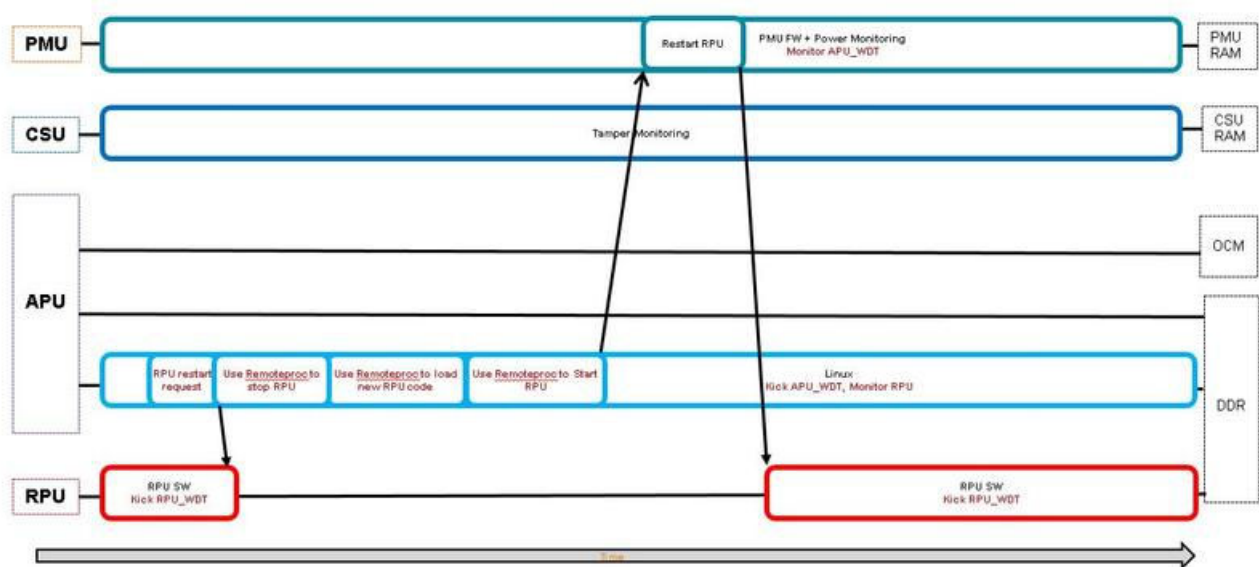 PMU
Restart RPU
PMU FW + Power Monitoring
Monitor APU_WDT
PMU
RAM
CSU
Tamper Monitoring
CSU
RAM
APU
OCM
RPU restart
request
Use Remoteproc to
stop RPU
Use Remoteproc to load
new RPU code
Use Remoteproc to Start
RPU
Linux
Kick APU_WDT, Monitor RPU
DDR
RPU
RPU SW
Kick RPU_WDT
RPU SW
Kick RPU_WDT
Time